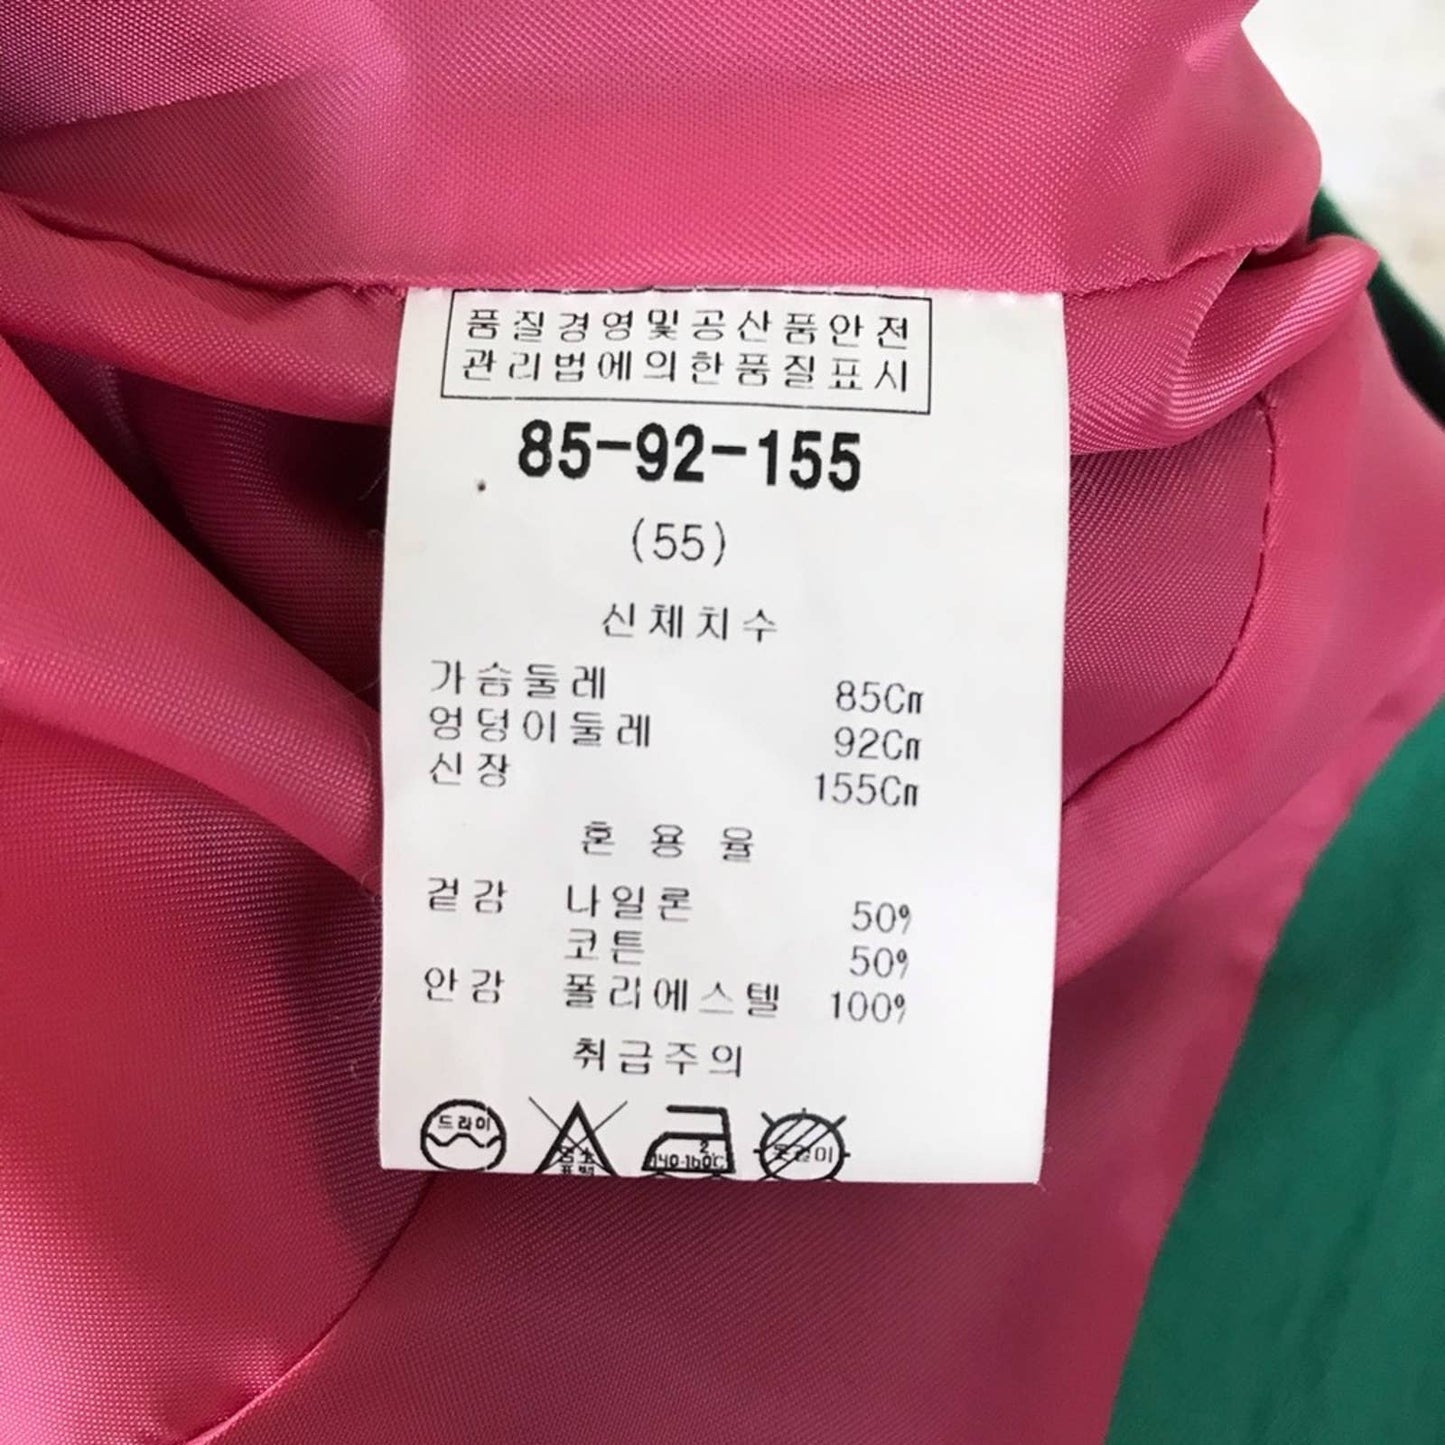 품질경영및공산품안전
관리법에의한품질표시
85-92-155
(55)
신체치수
가슴둘레 85Cm
엉덩이둘레 92Cm
신장 155Cm
혼 용 율
겉감 나일론 50%
코튼 50%
안감 폴리에스텔 100%
취급주의
드라이
2
140-160℃